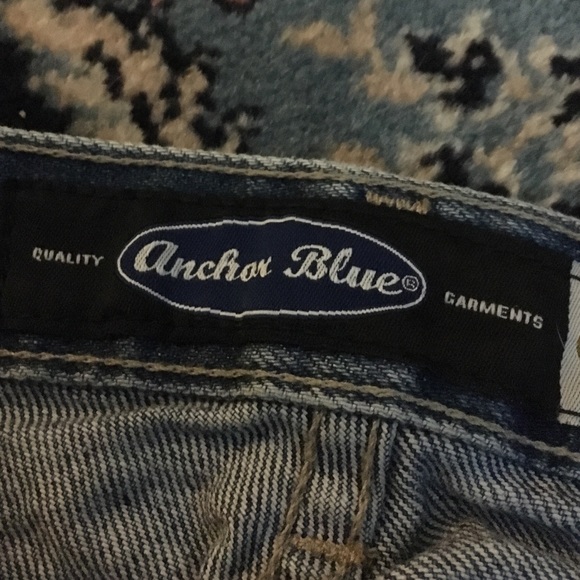 QUALITY Anchor Blue® GARMENTS